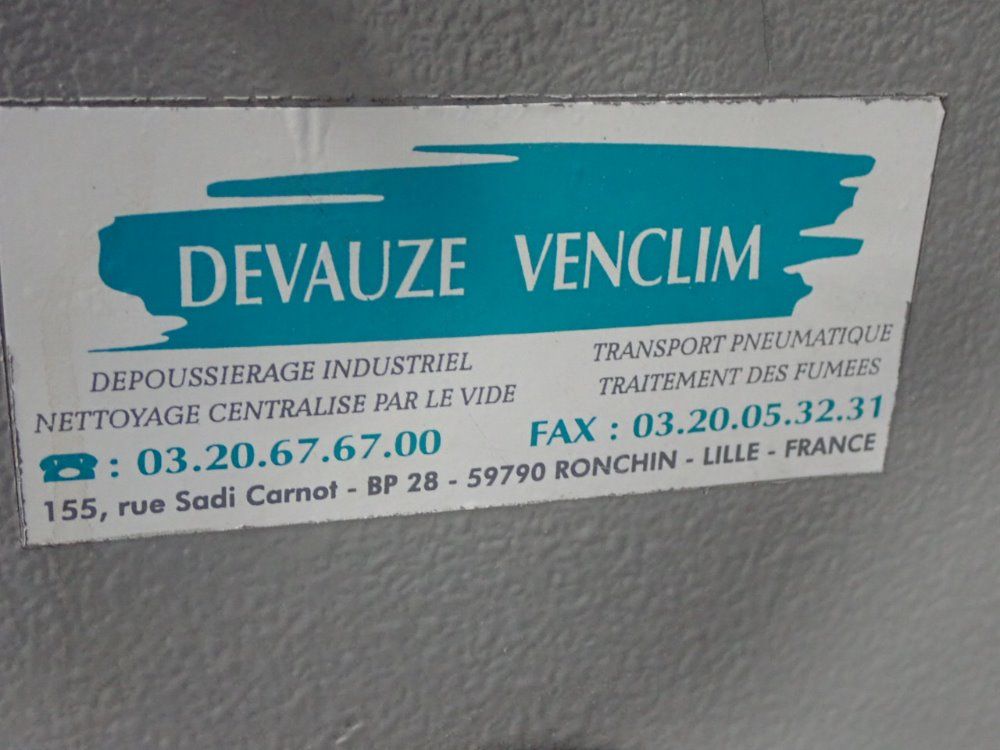 DEVAUZE VENCLIM
DEPOUSSIERAGE INDUSTRIEL
NETTOYAGE CENTRALISE PAR LE VIDE
TRANSPORT PNEUMATIQUE
TRAITEMENT DES FUMEES
☎ : 03.20.67.67.00 FAX : 03.20.05.32.31
155, rue Sadi Carnot - BP 28 - 59790 RONCHIN - LILLE - FRANCE